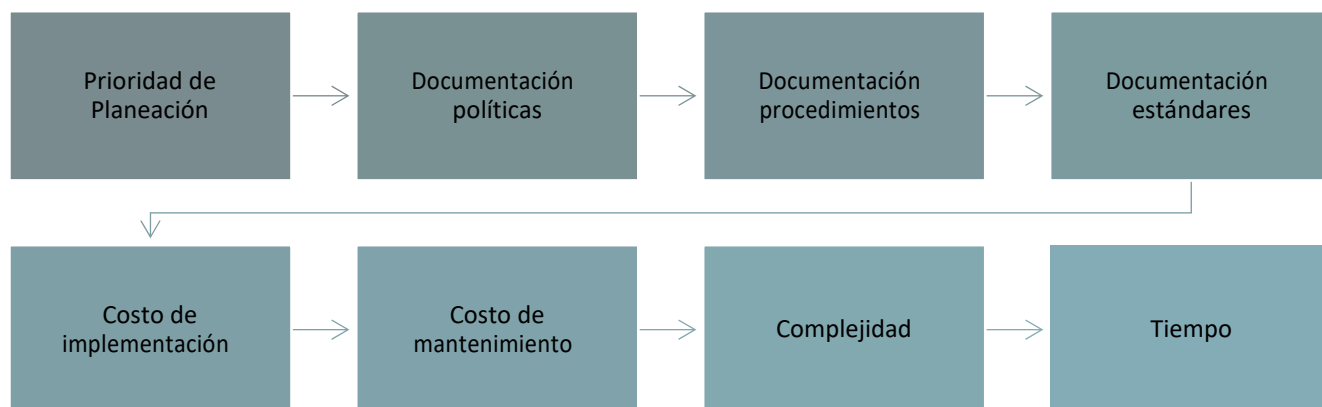 Prioridad de
Planeación
Documentación
políticas
Documentación
procedimientos
Documentación
estándares
Costo de
implementación
Costo de
mantenimiento
Complejidad
Tiempo